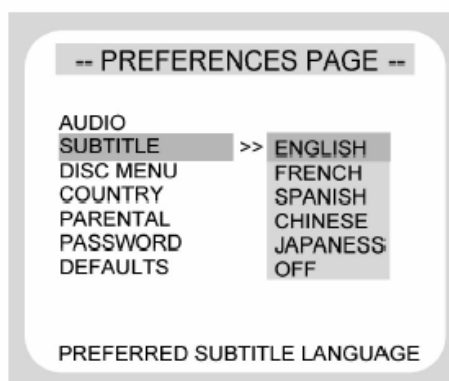 -- PREFERENCES PAGE --
AUDIO
SUBTITLE >> ENGLISH
DISC MENU FRENCH
COUNTRY SPANISH
PARENTAL CHINESE
PASSWORD JAPANESS
DEFAULTS OFF
PREFERRED SUBTITLE LANGUAGE